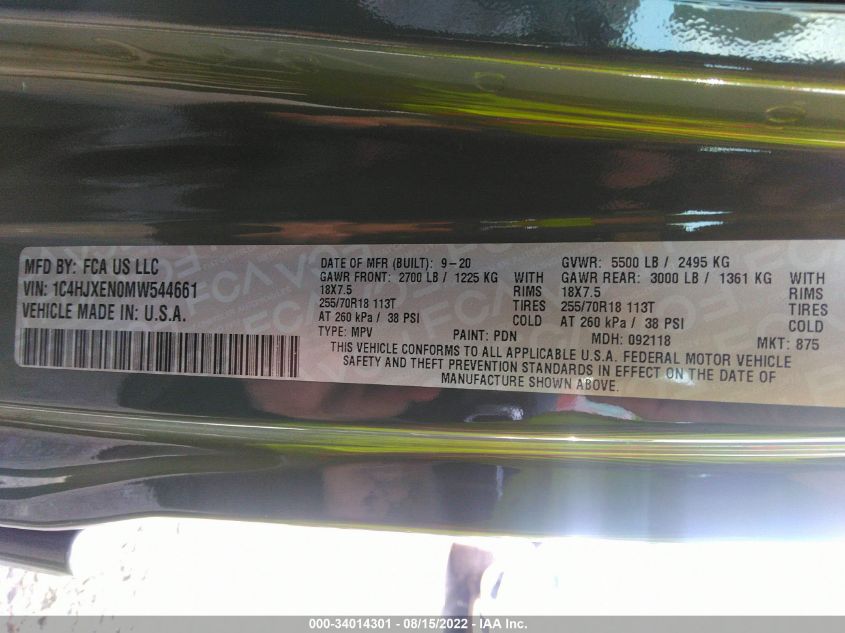 MFD BY: FCA US LLC
VIN: 1C4HJXEN0MW544661
VEHICLE MADE IN: U.S.A.
DATE OF MFR (BUILT): 9-20
GAWR FRONT: 2700 LB / 1225 KG WITH
18X7.5 RIMS
255/70R18 113T TIRES
AT 260 kPa / 38 PSI COLD
TYPE: MPV PAINT: PDN
GVWR: 5500 LB / 2495 KG
GAWR REAR: 3000 LB / 1361 KG WITH
18X7.5 RIMS
255/70R18 113T TIRES
AT 260 kPa / 38 PSI COLD
MDH: 092118 MKT: 875
THIS VEHICLE CONFORMS TO ALL APPLICABLE U.S.A. FEDERAL MOTOR VEHICLE
SAFETY AND THEFT PREVENTION STANDARDS IN EFFECT ON THE DATE OF
MANUFACTURE SHOWN ABOVE.
000-34014301 - 08/15/2022 - IAA Inc.